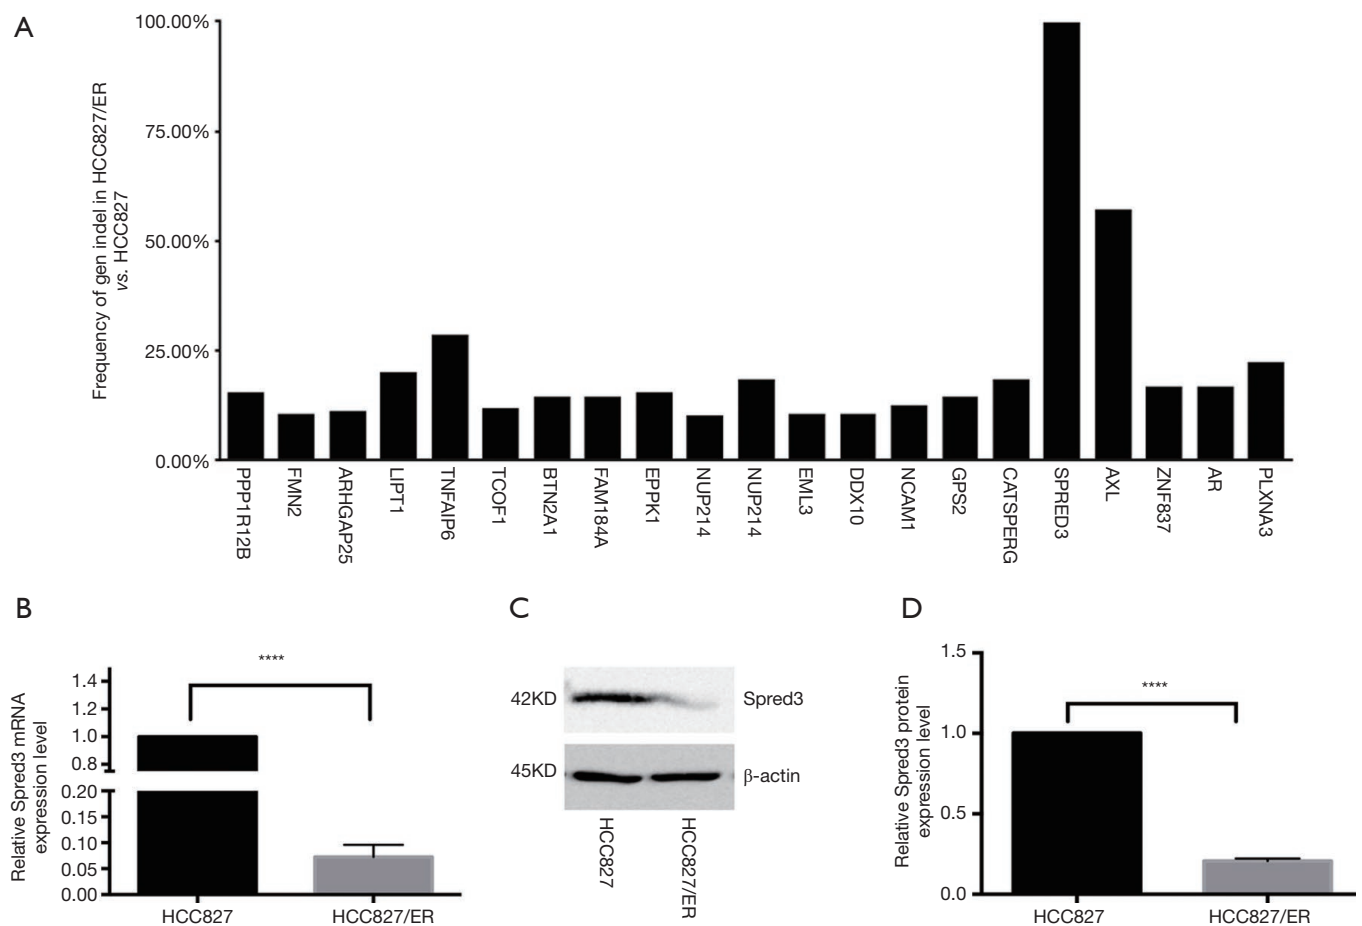 A
Frequency of gen indel in HCC827/ER
vs. HCC827
100.00%
75.00%
50.00%
25.00%
0.00%
PPP1R12B
FMN2
ARHGAP25
LIPT1
TNFAIP6
TCOF1
BTN2A1
FAM184A
EPPK1
NUP214
NUP214
EML3
DDX10
NCAM1
GPS2
CATSPERG
SPRED3
AXL
ZNF837
AR
PLXNA3
B
Relative Spred3 mRNA
expression level
1.4
1.2
1.0
0.8
0.20
0.15
0.10
0.05
0.00
****
HCC827
HCC827/ER
C
42KD
Spred3
45KD
β-actin
HCC827
HCC827/ER
D
Relative Spred3 protein
expression level
1.5
1.0
0.5
0.0
****
HCC827
HCC827/ER